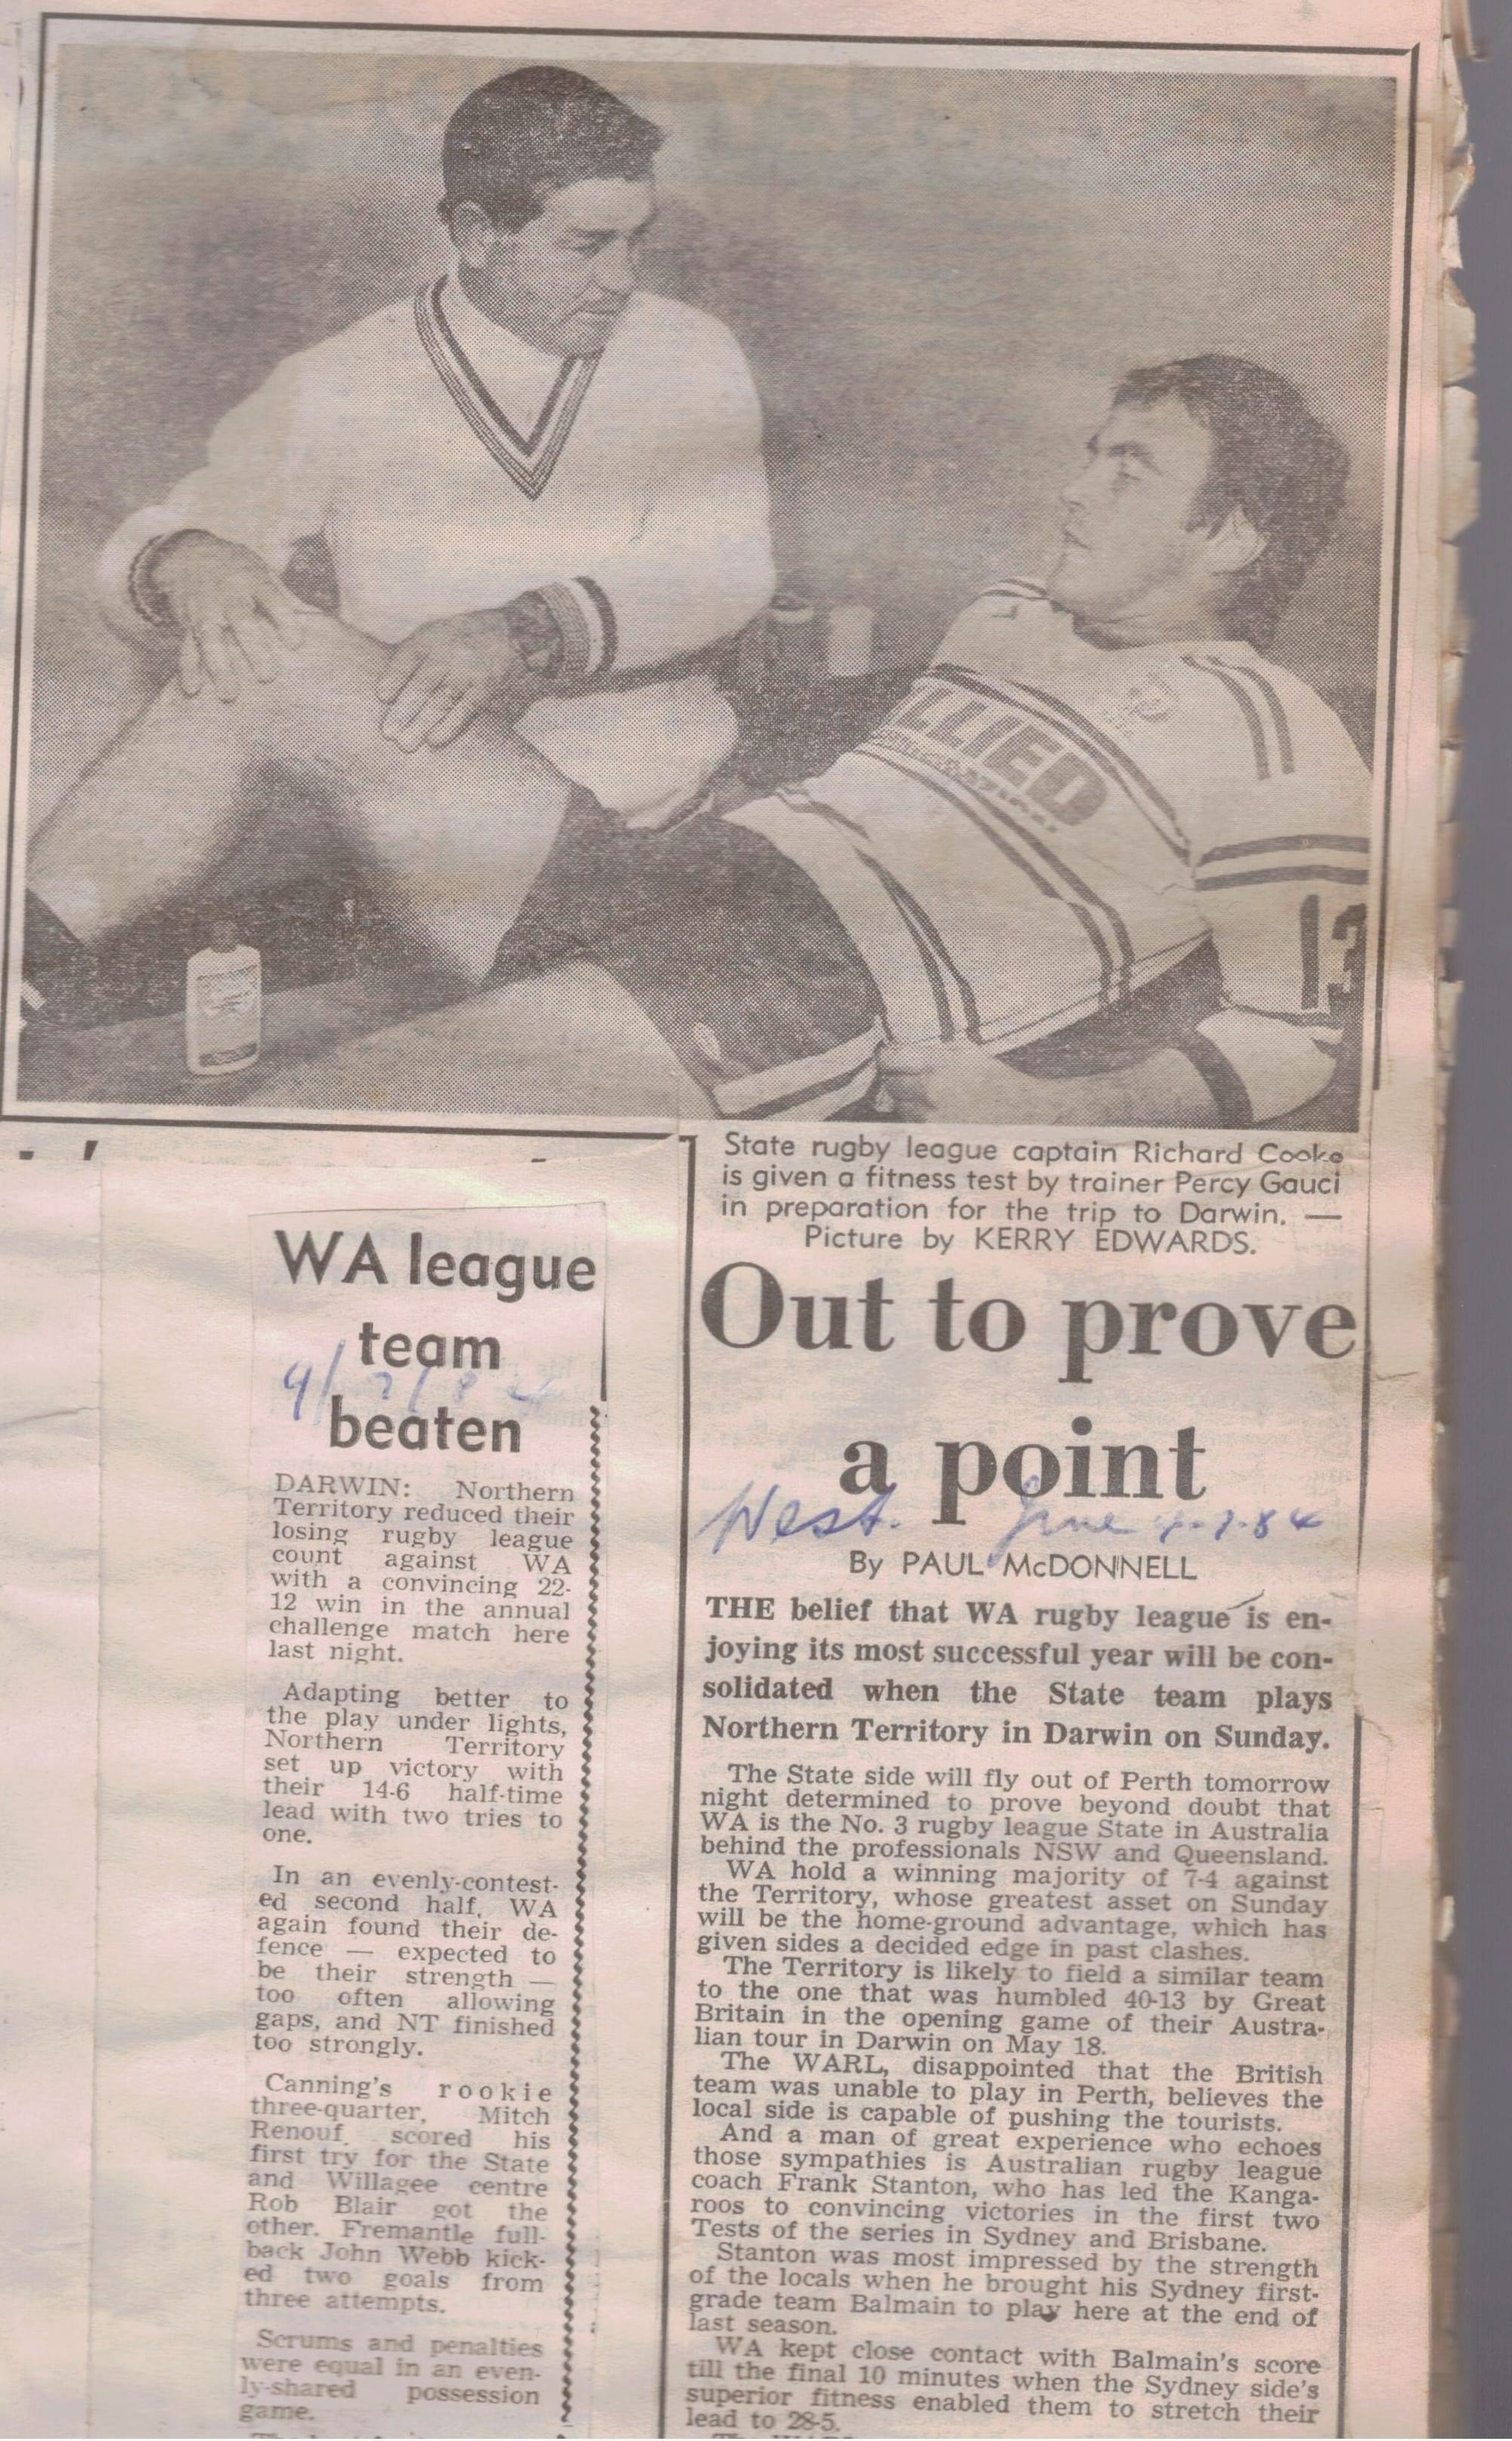 LLIED
13
State rugby league captain Richard Cooke
is given a fitness test by trainer Percy Gauci
in preparation for the trip to Darwin. —
Picture by KERRY EDWARDS.
WA league
team
beaten
DARWIN: Northern
Territory reduced their
losing rugby league
count against WA
with a convincing 22-
12 win in the annual
challenge match here
last night.
Adapting better to
the play under lights,
Northern Territory
set up victory with
their 14-6 half-time
lead with two tries to
one.
In an evenly-contest-
ed second half, WA
again found their de-
fence — expected to
be their strength —
too often allowing
gaps, and NT finished
too strongly.
Canning's rookie
three-quarter, Mitch
Renouf, scored his
first try for the State
and Willagee centre
Rob Blair got the
other. Fremantle full-
back John Webb kick-
ed two goals from
three attempts.
Scrums and penalties
were equal in an even-
ly-shared possession
game.
Out to prove
a point
West. June 4-7-84
By PAUL McDONNELL
THE belief that WA rugby league is en-
joying its most successful year will be con-
solidated when the State team plays
Northern Territory in Darwin on Sunday.
The State side will fly out of Perth tomorrow
night determined to prove beyond doubt that
WA is the No. 3 rugby league State in Australia
behind the professionals NSW and Queensland.
WA hold a winning majority of 7-4 against
the Territory, whose greatest asset on Sunday
will be the home-ground advantage, which has
given sides a decided edge in past clashes.
The Territory is likely to field a similar team
to the one that was humbled 40-13 by Great
Britain in the opening game of their Austra-
lian tour in Darwin on May 18.
The WARL, disappointed that the British
team was unable to play in Perth, believes the
local side is capable of pushing the tourists.
And a man of great experience who echoes
those sympathies is Australian rugby league
coach Frank Stanton, who has led the Kanga-
roos to convincing victories in the first two
Tests of the series in Sydney and Brisbane.
Stanton was most impressed by the strength
of the locals when he brought his Sydney first-
grade team Balmain to play here at the end of
last season.
WA kept close contact with Balmain's score
till the final 10 minutes when the Sydney side's
superior fitness enabled them to stretch their
lead to 28-5.